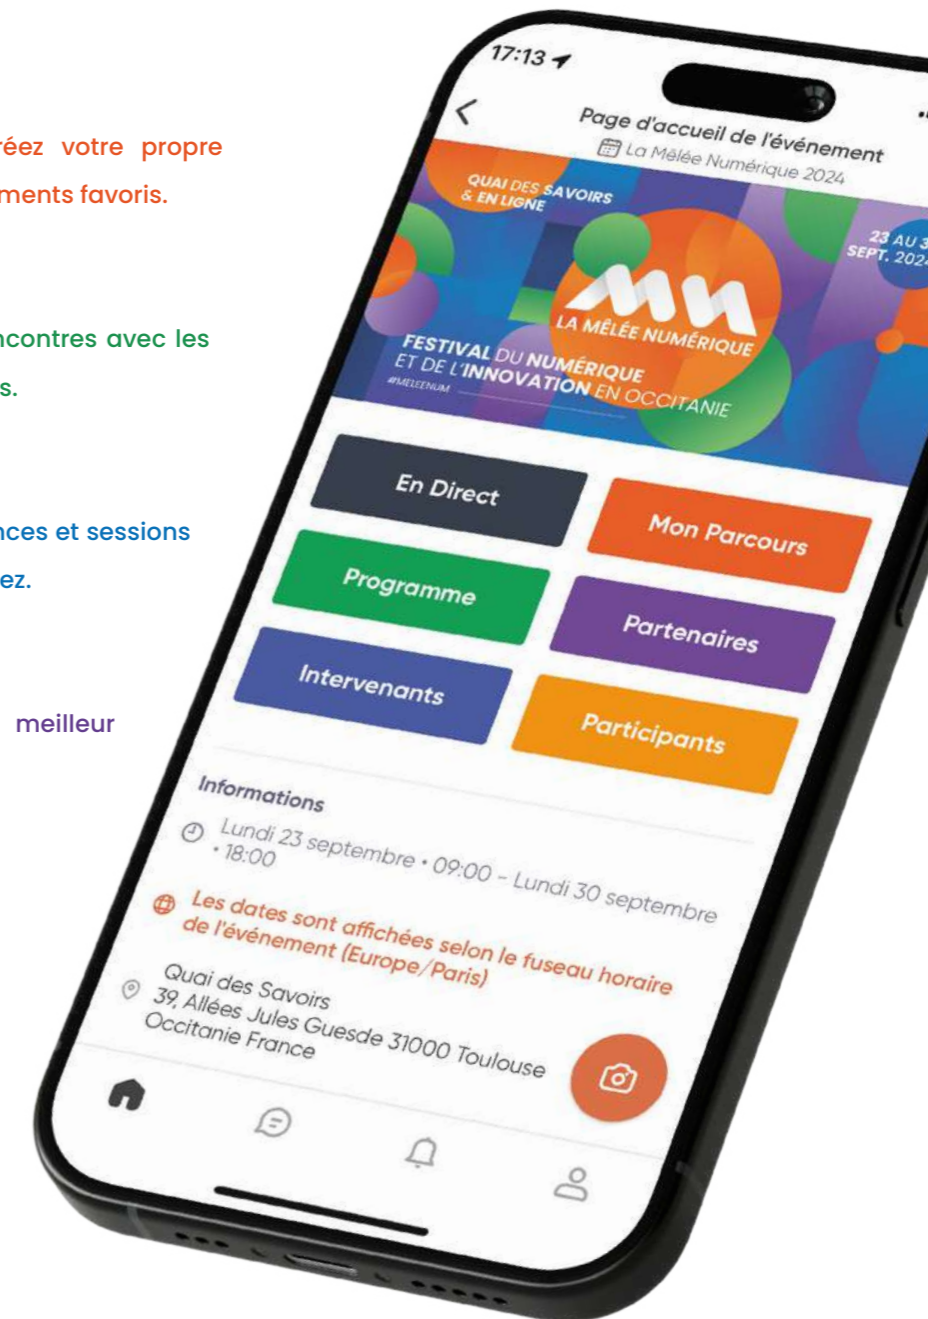 réez votre propre
ments favoris.
ncontres avec les
s.
nces et sessions
ez.
meilleur
17:13
Page d'accueil de l'événement
La Mêlée Numérique 2024
QUAI DES SAVOIRS
& EN LIGNE
23 AU 3
SEPT. 2024
LA MÊLÉE NUMÉRIQUE
FESTIVAL DU NUMÉRIQUE
ET DE L'INNOVATION EN OCCITANIE
#MELEENUM
En Direct
Mon Parcours
Programme
Partenaires
Intervenants
Participants
Informations
Lundi 23 septembre • 09:00 - Lundi 30 septembre
• 18:00
Les dates sont affichées selon le fuseau horaire
de l'événement (Europe/Paris)
Quai des Savoirs
39, Allées Jules Guesde 31000 Toulouse
Occitanie France